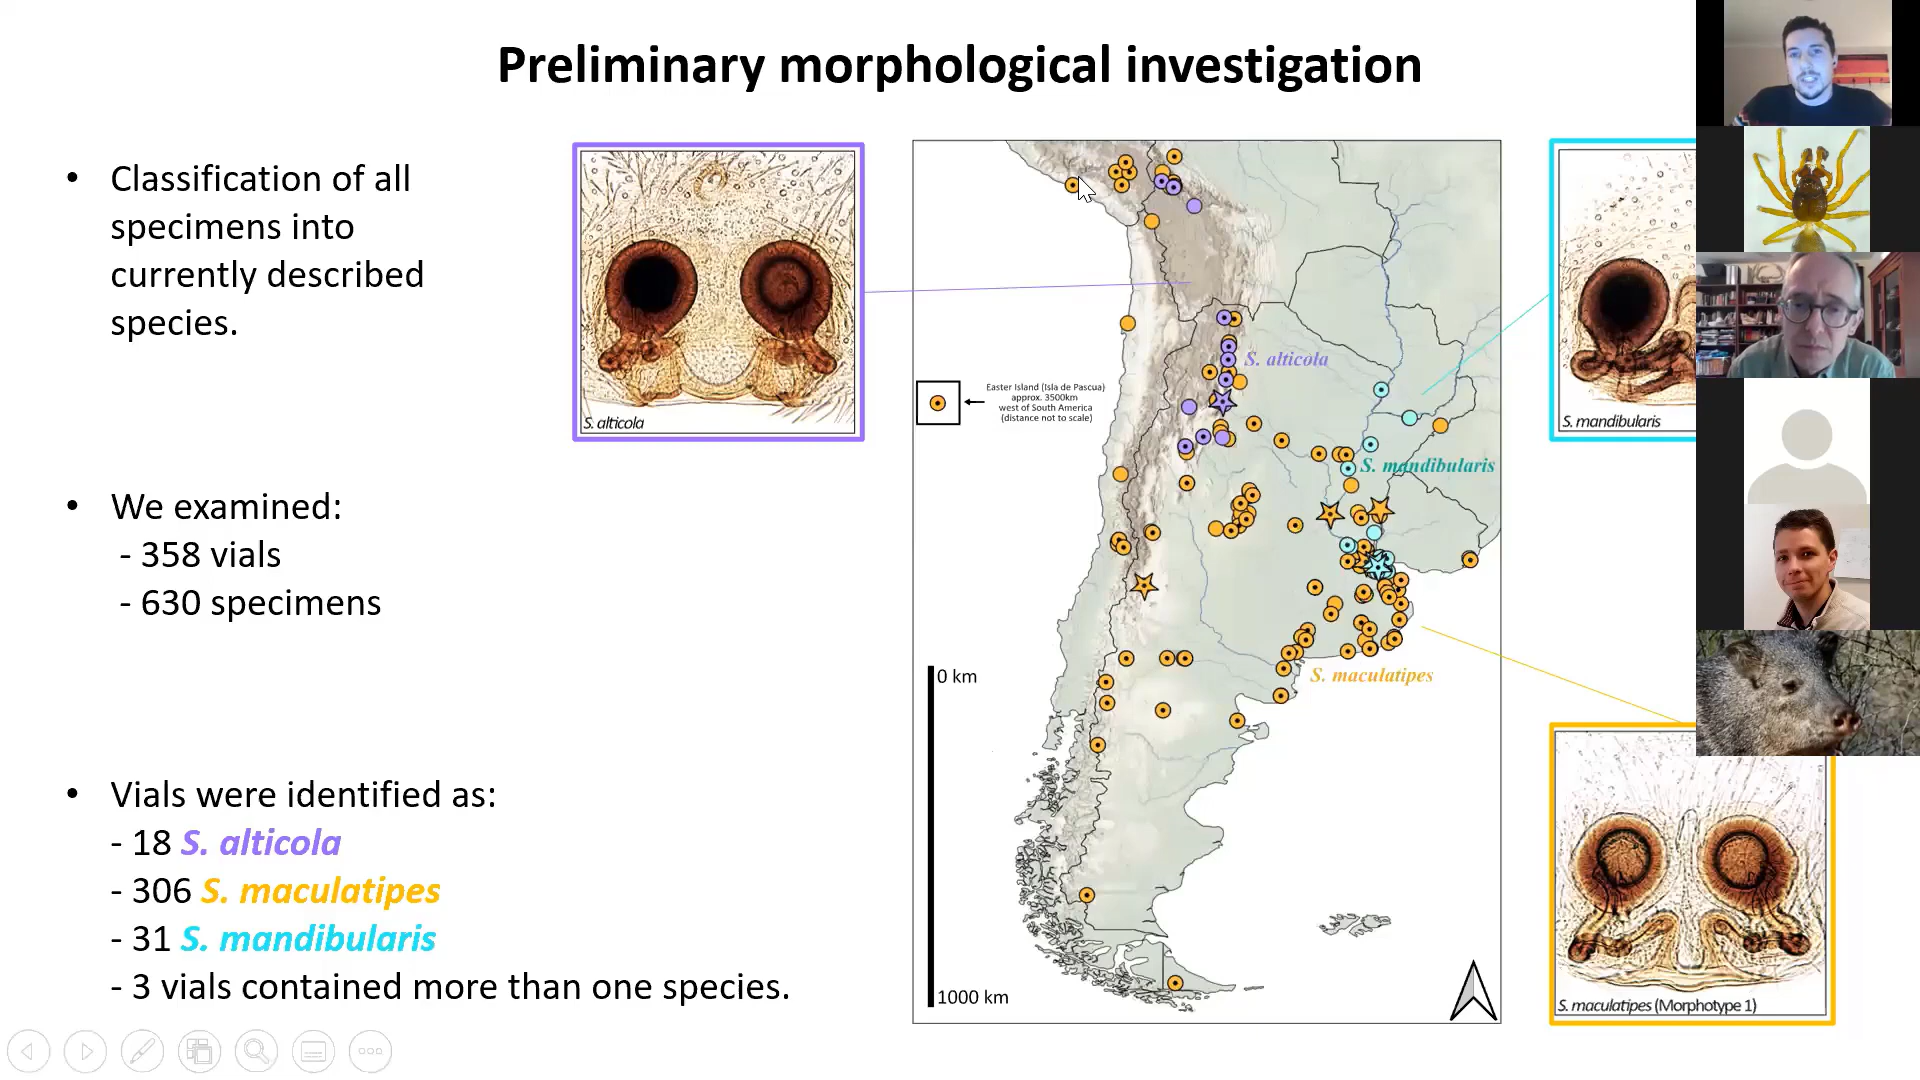 Preliminary morphological investigation
• Classification of all
specimens into
currently described
species.
• We examined:
- 358 vials
- 630 specimens
• Vials were identified as:
- 18 S. alticola
- 306 S. maculatipes
- 31 S. mandibularis
- 3 vials contained more than one species.
S. alticola
Easter Island (Isla de Pascua)
approx. 3500km
west of South America
(distance not to scale)
S. alticola
S. mandibularis
S. maculatipes
0 km
1000 km
S. mandibularis
S. maculatipes (Morphotype 1)